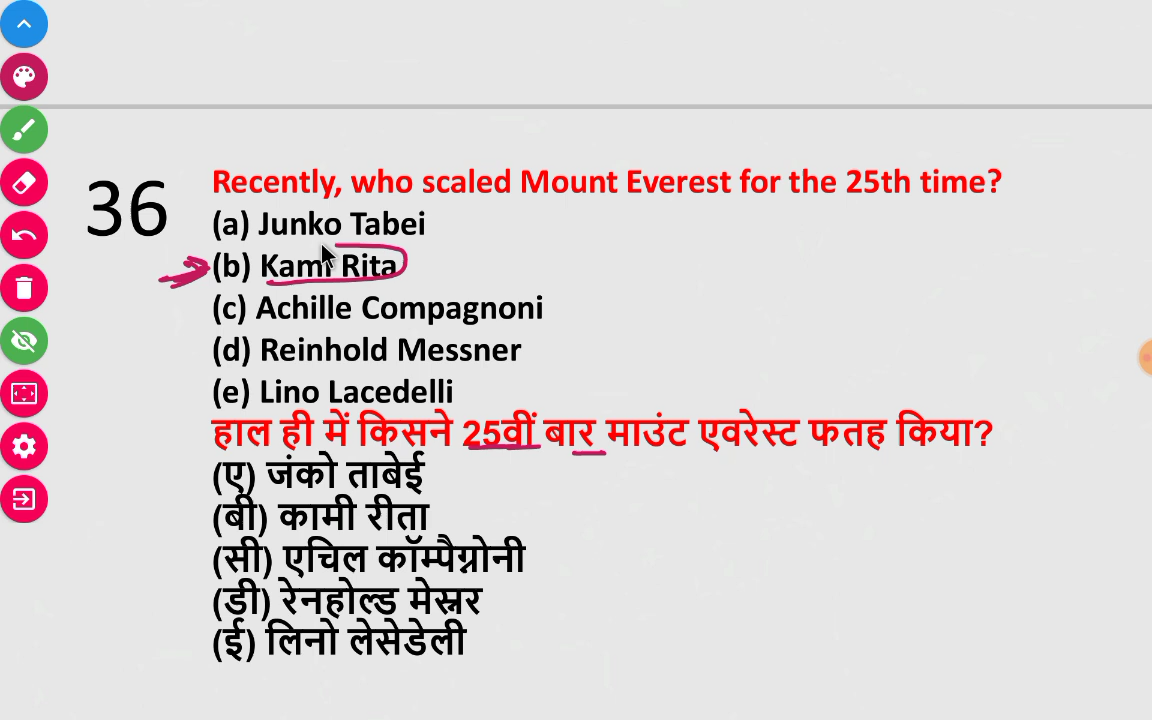 36
Recently, who scaled Mount Everest for the 25th time?
(a) Junko Tabei
(b) Kami Rita
(c) Achille Compagnoni
(d) Reinhold Messner
(e) Lino Lacedelli
हाल ही में किसने 25वीं बार माउंट एवरेस्ट फतह किया?
(ए) जंको ताबेई
(बी) कामी रीता
(सी) एचिल कॉम्पैग्नोनी
(डी) रेनहोल्ड मेस्नर
(ई) लिनो लेसेडेली